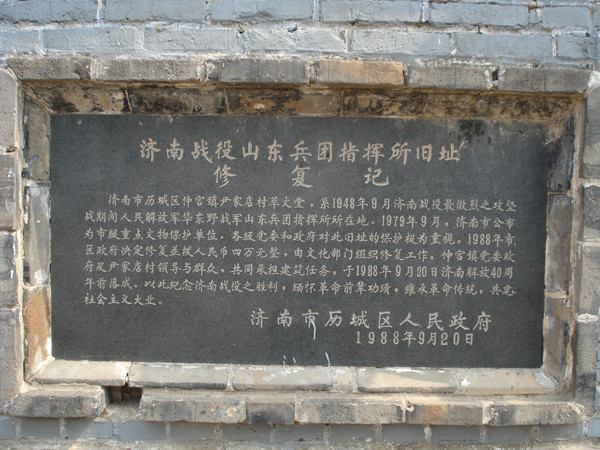 济南战役山东兵团指挥所旧址
修复记
济南市历城区仲宫镇尹家店村草文堂，系1948年9月济南战役最激烈之攻坚
战期间人民解放军华东野战军山东兵团指挥所所在地。1979年9月，济南市公布
为市级重点文物保护单位，各级党委和政府对此旧址的保护极为重视。1988年市
区政府决定修复并拨人民币四万元整，由文化部门组织修复工作。仲宫镇党委政
府及尹家店村领导与群众，共同承担建筑任务，于1988年9月20日济南解放40周
年前落成。以此纪念济南战役之胜利，缅怀革命前辈功绩，继承革命传统，共建
社会主义大业。
济南市历城区人民政府
1988年9月20日